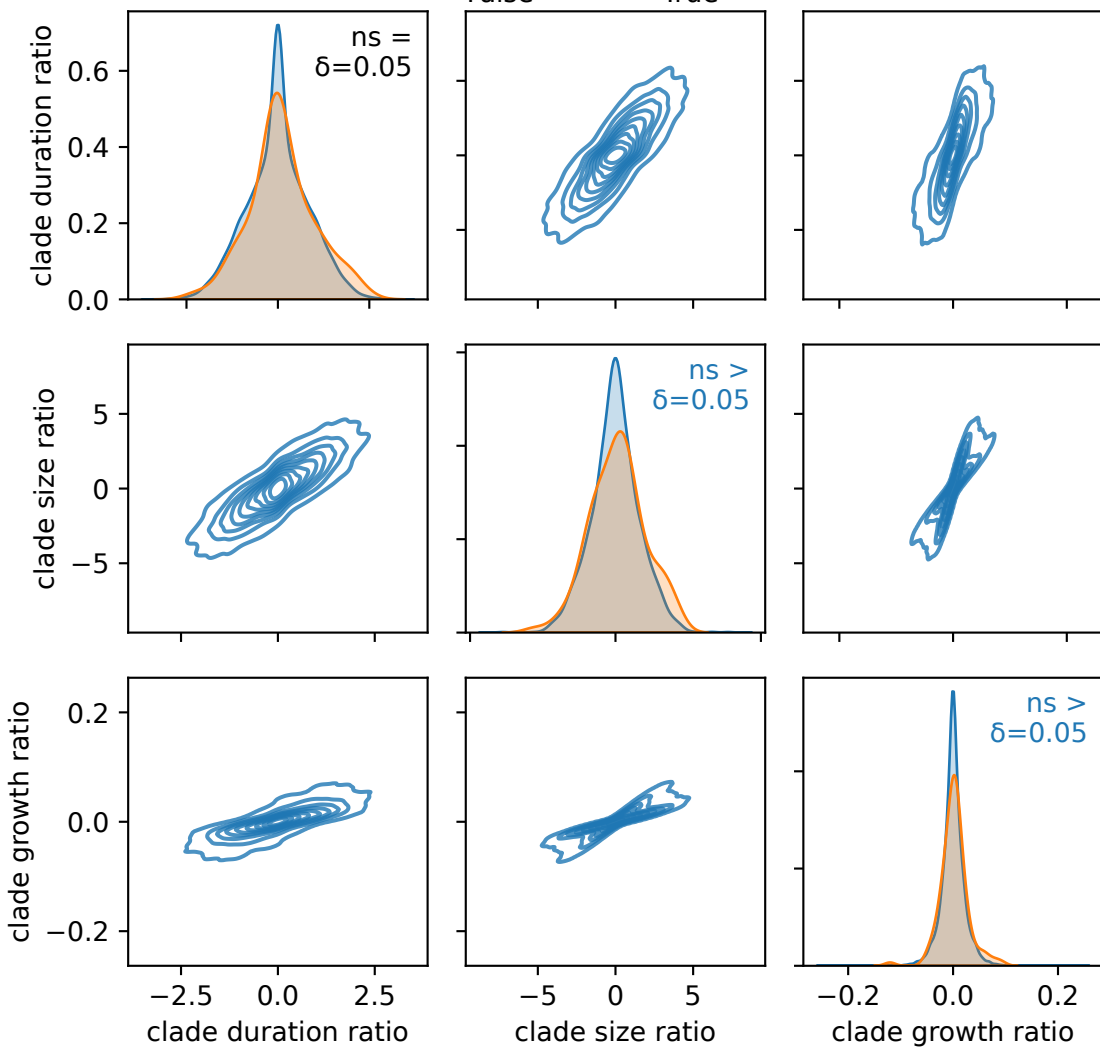 clade duration ratio
0.6
0.4
0.2
0.0
ns =
δ=0.05
clade size ratio
5
0
−5
ns >
δ=0.05
clade growth ratio
0.2
0.0
−0.2
ns >
δ=0.05
−2.5 0.0 2.5
−5 0 5
−0.2 0.0 0.2
clade duration ratio
clade size ratio
clade growth ratio